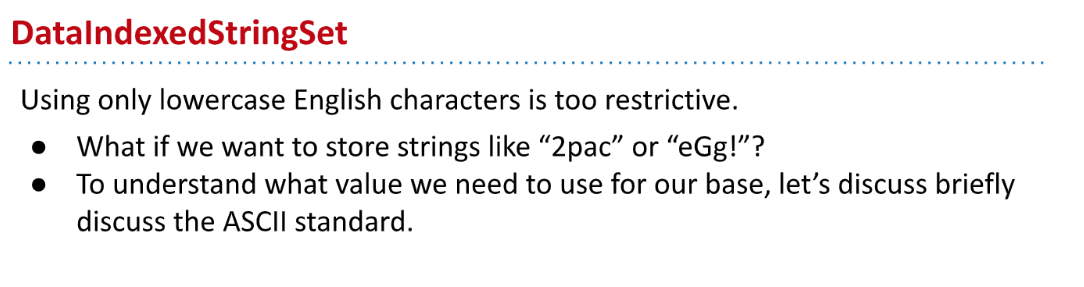 DataIndexedStringSet
Using only lowercase English characters is too restrictive.
● What if we want to store strings like “2pac” or “eGg!”?
● To understand what value we need to use for our base, let’s discuss briefly
discuss the ASCII standard.